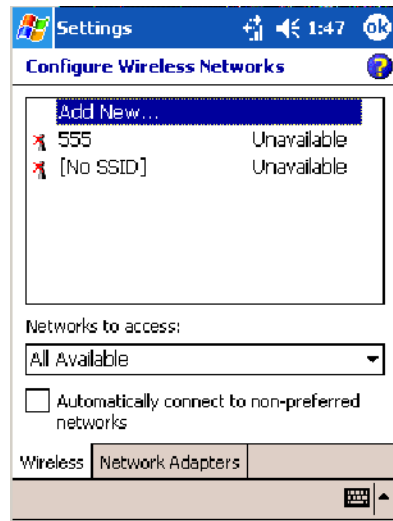 Settings 1:47 ok
Configure Wireless Networks ?
Add New...
555 Unavailable
[No SSID] Unavailable
Networks to access:
All Available
Automatically connect to non-preferred
networks
Wireless Network Adapters